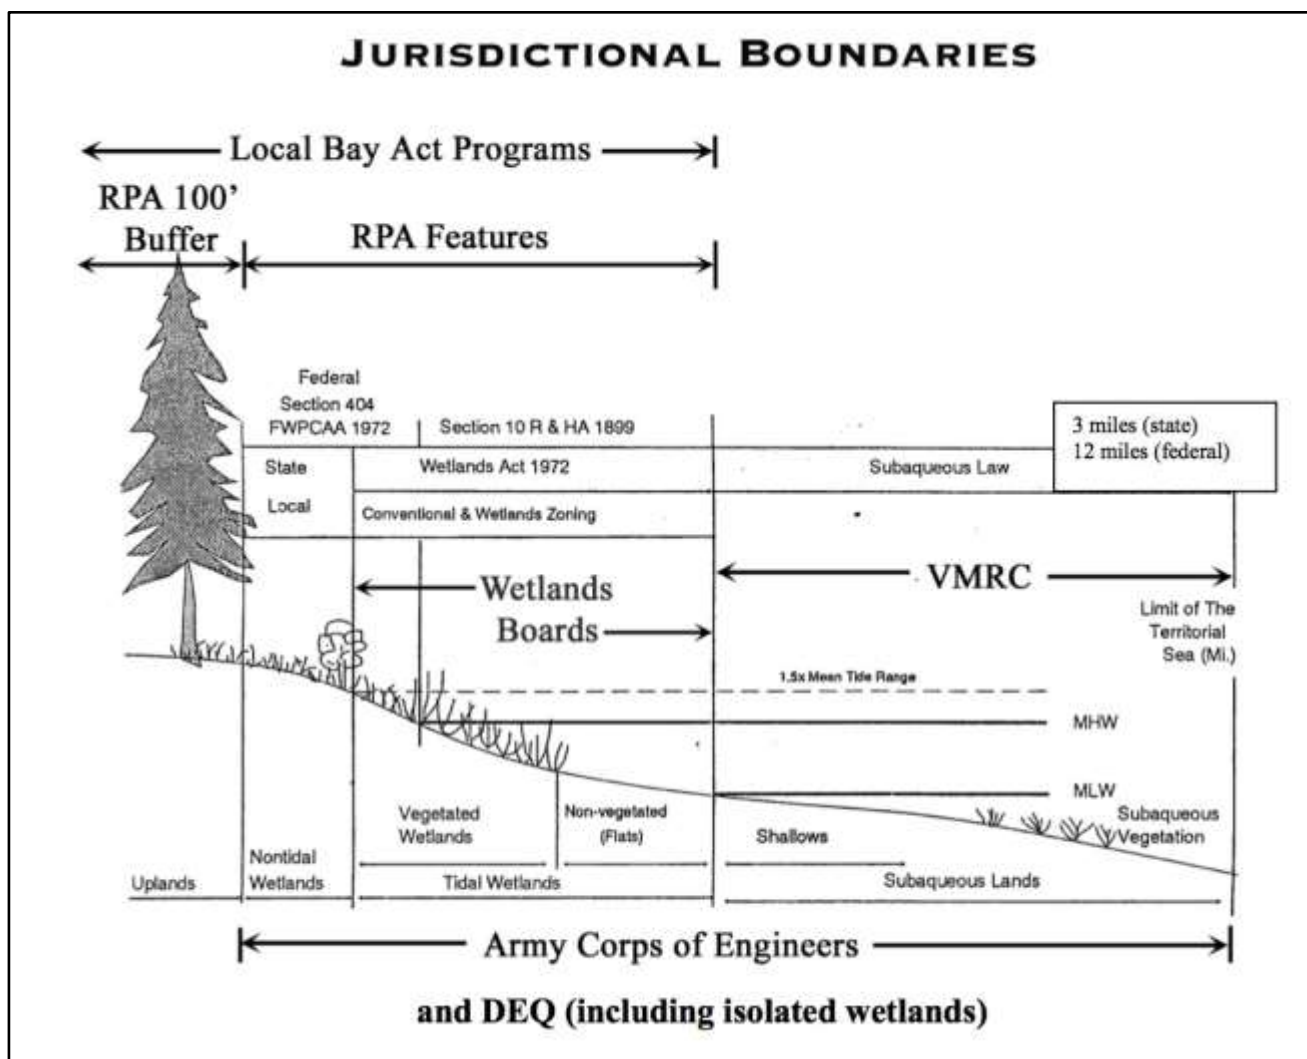 JURISDICTIONAL BOUNDARIES
Local Bay Act Programs
RPA 100’
Buffer
RPA Features
Federal
Section 404
FWPCAA 1972
Section 10 R & HA 1899
3 miles (state)
12 miles (federal)
State
Wetlands Act 1972
Subaqueous Law
Local
Conventional & Wetlands Zoning
Wetlands
Boards
VMRC
Limit of The
Territorial
Sea (Mi.)
1.5x Mean Tide Range
MHW
MLW
Vegetated
Wetlands
Non-vegetated
(Flats)
Shallows
Subaqueous
Vegetation
Uplands
Nontidal
Wetlands
Tidal Wetlands
Subaqueous Lands
Army Corps of Engineers
and DEQ (including isolated wetlands)